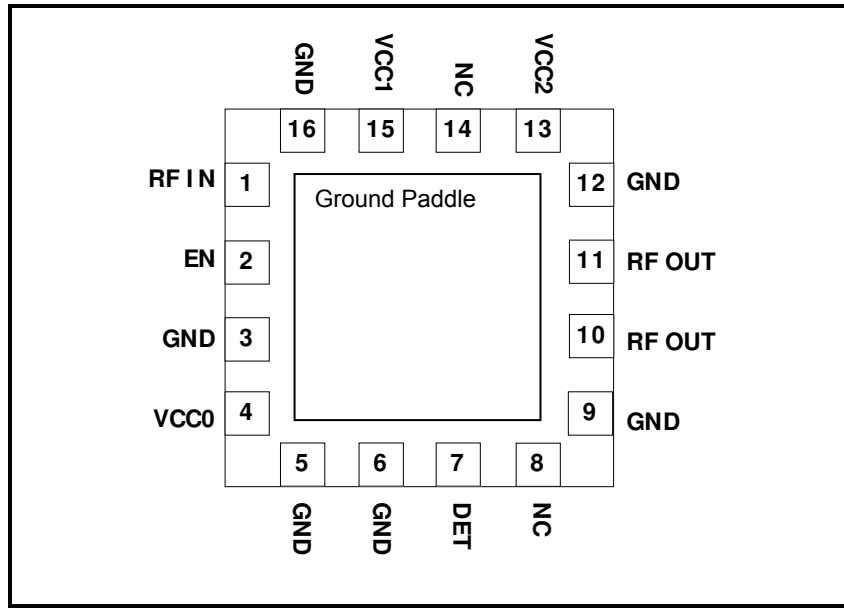 GND VCC1 NC VCC2
16 15 14 13
RF IN 1 12 GND
Ground Paddle
EN 2 11 RF OUT
GND 3 10 RF OUT
VCC0 4 9 GND
5 6 7 8
GND GND DET NC